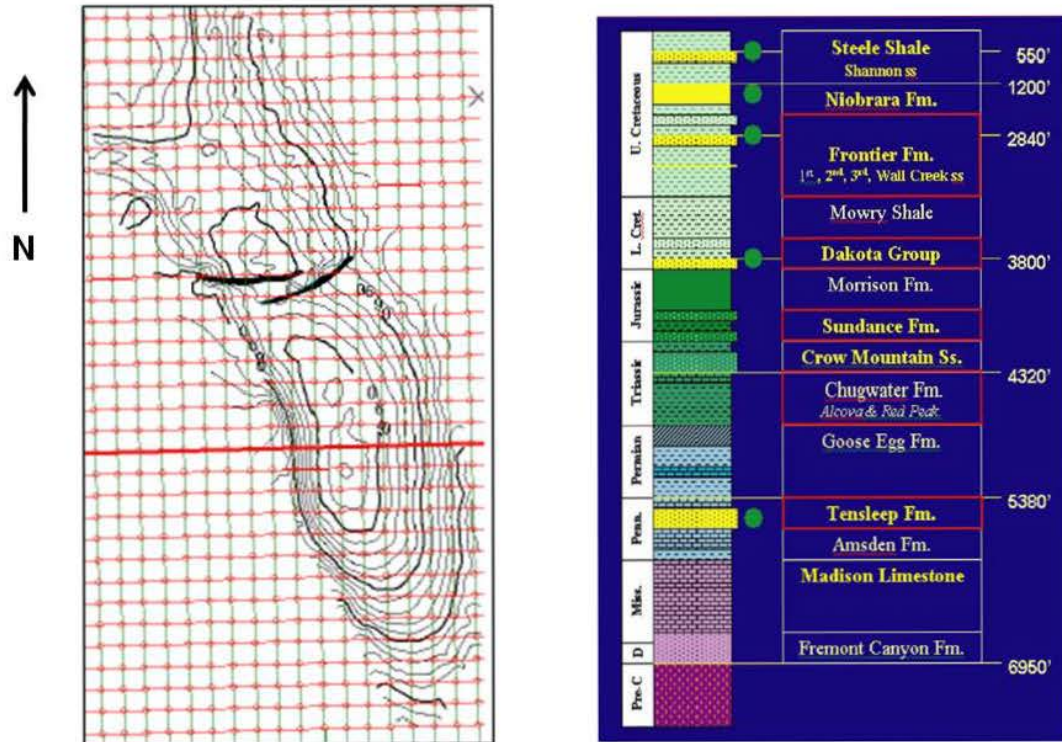 N
U. Cretaceous
L. Cret.
Jurassic
Triassic
Permian
Penn.
Miss.
D
Pre-C
Steele Shale
Shannon ss
Niobrara Fm.
Frontier Fm.
1st, 2nd, 3rd, Wall Creek ss
Mowry Shale
Dakota Group
Morrison Fm.
Sundance Fm.
Crow Mountain Ss.
Chugwater Fm.
Alcova & Red Peak
Goose Egg Fm.
Tensleep Fm.
Amsden Fm.
Madison Limestone
Fremont Canyon Fm.
550'
1200'
2840'
3800'
4320'
5380'
6950'